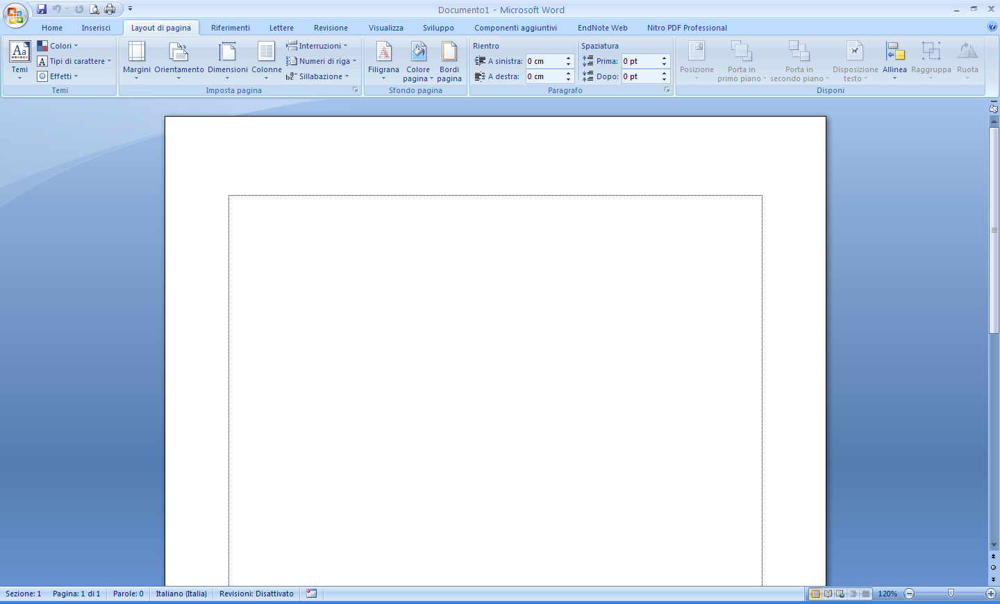 Documento1 - Microsoft Word
Home Inserisci Layout di pagina Riferimenti Lettere Revisione Visualizza Sviluppo Componenti aggiuntivi EndNote Web Nitro PDF Professional
Aa
Temi
Colori
A Tipi di carattere
Effetti
Temi
Margini Orientamento Dimensioni Colonne
Interruzioni
Numeri di riga
Sillabazione
Imposta pagina
Filigrana
Colore pagina
Bordi pagina
Sfondo pagina
Rientro
A sinistra: 0 cm
A destra: 0 cm
Spaziatura
Prima: 0 pt
Dopo: 0 pt
Paragrafo
Posizione
Porta in primo piano
Porta in secondo piano
Disposizione testo
Allinea
Raggruppa
Ruota
Disponi
Sezione: 1 Pagina: 1 di 1 Parole: 0 Italiano (Italia) Revisioni: Disattivato 120%